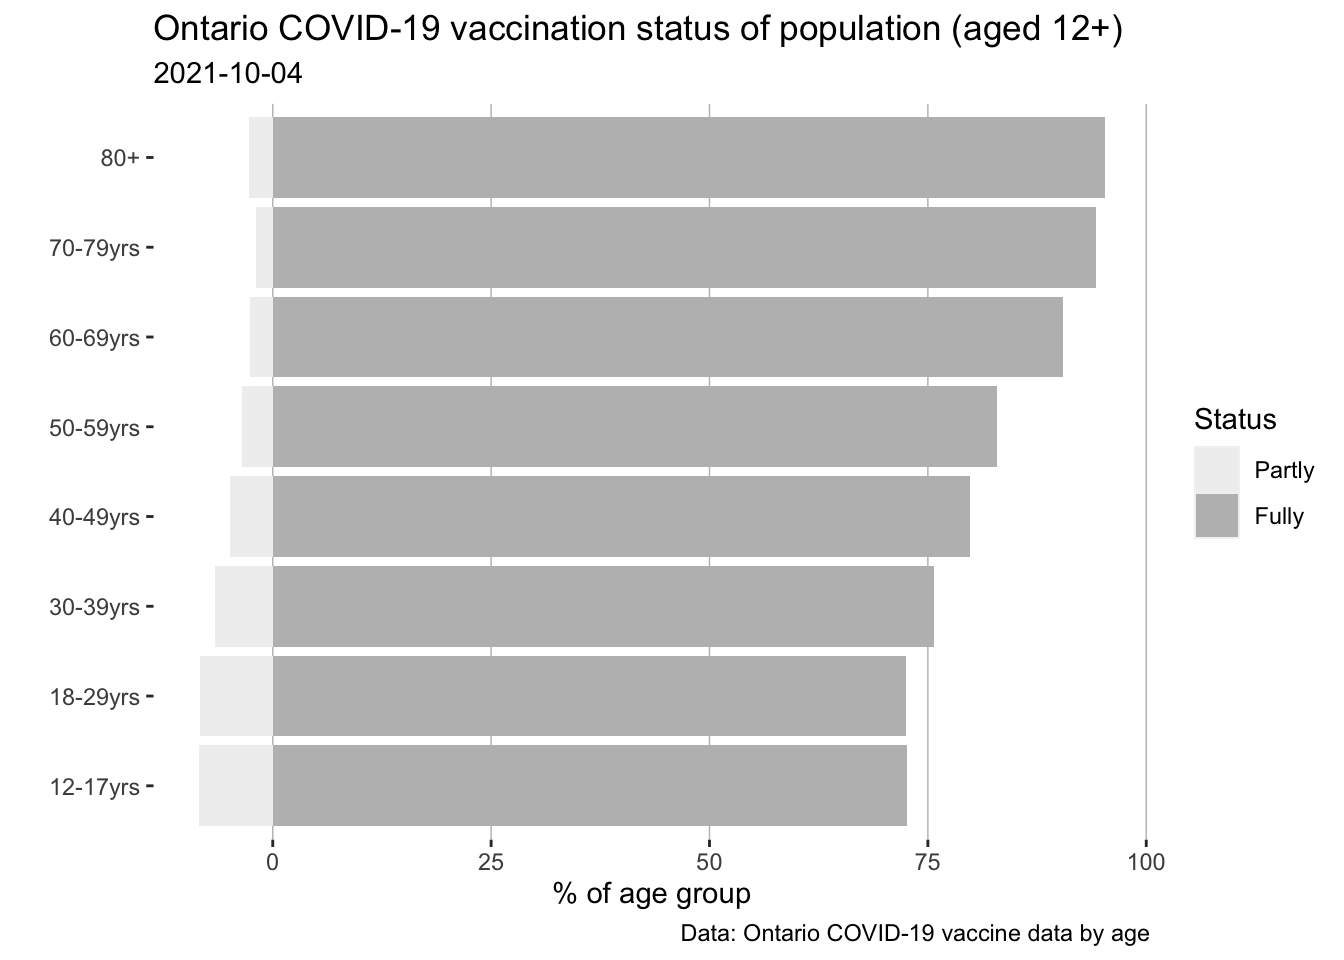 Ontario COVID-19 vaccination status of population (aged 12+)
2021-10-04
80+
70-79yrs
60-69yrs
50-59yrs
40-49yrs
30-39yrs
18-29yrs
12-17yrs
0 25 50 75 100
% of age group
Status
Partly
Fully
Data: Ontario COVID-19 vaccine data by age